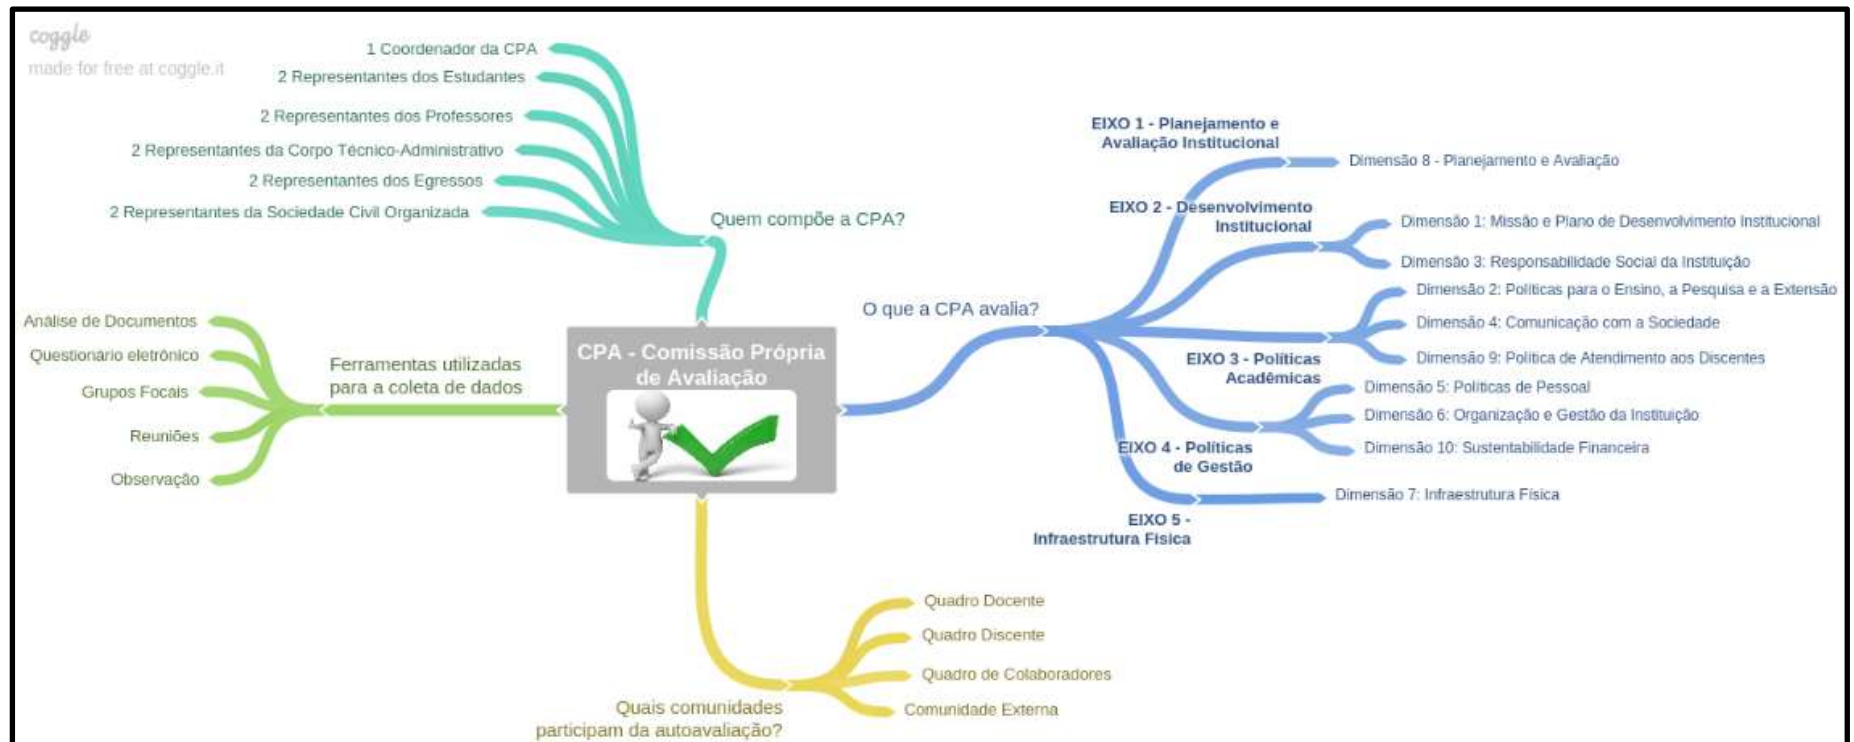 coggle
made for free at coggle.it
1 Coordenador da CPA
2 Representantes dos Estudantes
2 Representantes dos Professores
2 Representantes da Corpo Técnico-Administrativo
2 Representantes dos Egressos
2 Representantes da Sociedade Civil Organizada
Quem compõe a CPA?
Análise de Documentos
Questionário eletrônico
Grupos Focais
Reuniões
Observação
Ferramentas utilizadas
para a coleta de dados
CPA - Comissão Própria
de Avaliação
O que a CPA avalia?
EIXO 1 - Planejamento e
Avaliação Institucional
Dimensão 8 - Planejamento e Avaliação
EIXO 2 - Desenvolvimento
Institucional
Dimensão 1: Missão e Plano de Desenvolvimento Institucional
Dimensão 3: Responsabilidade Social da Instituição
EIXO 3 - Políticas
Acadêmicas
Dimensão 2: Políticas para o Ensino, a Pesquisa e a Extensão
Dimensão 4: Comunicação com a Sociedade
Dimensão 9: Política de Atendimento aos Discentes
EIXO 4 - Políticas
de Gestão
Dimensão 5: Políticas de Pessoal
Dimensão 6: Organização e Gestão da Instituição
Dimensão 10: Sustentabilidade Financeira
EIXO 5 -
Infraestrutura Física
Dimensão 7: Infraestrutura Física
Quais comunidades
participam da autoavaliação?
Quadro Docente
Quadro Discente
Quadro de Colaboradores
Comunidade Externa